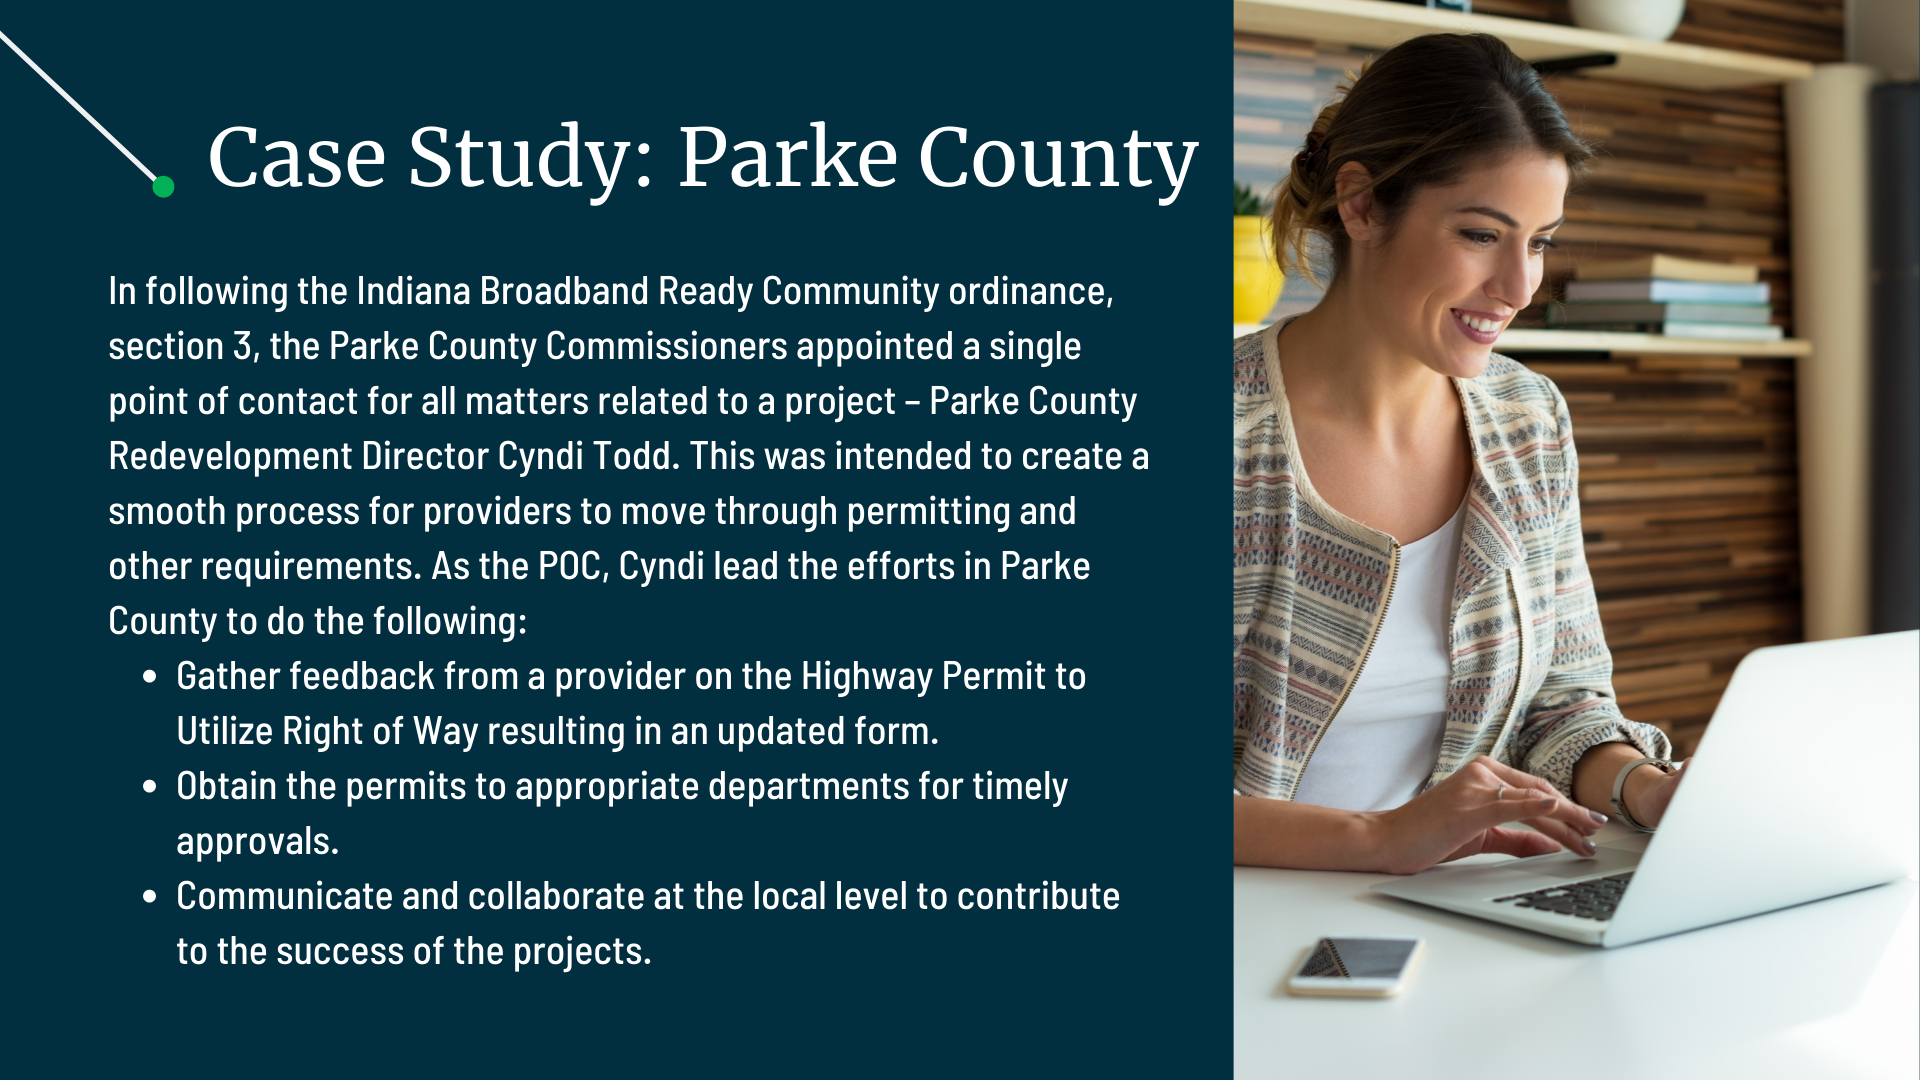 Case Study: Parke County
In following the Indiana Broadband Ready Community ordinance,
section 3, the Parke County Commissioners appointed a single
point of contact for all matters related to a project – Parke County
Redevelopment Director Cyndi Todd. This was intended to create a
smooth process for providers to move through permitting and
other requirements. As the POC, Cyndi lead the efforts in Parke
County to do the following:
• Gather feedback from a provider on the Highway Permit to
Utilize Right of Way resulting in an updated form.
• Obtain the permits to appropriate departments for timely
approvals.
• Communicate and collaborate at the local level to contribute
to the success of the projects.